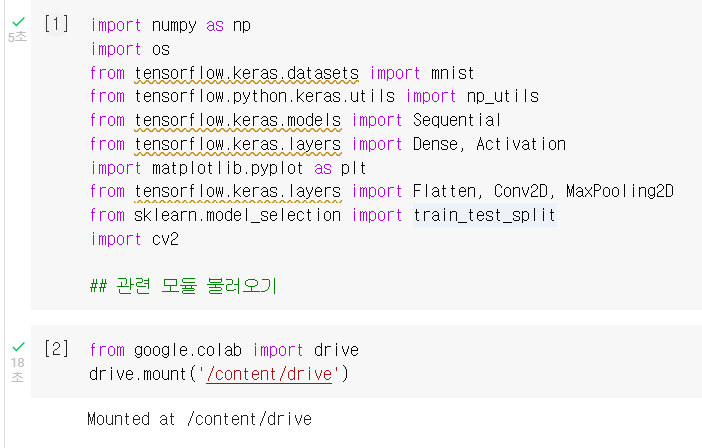 [1] import numpy as np
5초 import os
from tensorflow.keras.datasets import mnist
from tensorflow.python.keras.utils import np_utils
from tensorflow.keras.models import Sequential
from tensorflow.keras.layers import Dense, Activation
import matplotlib.pyplot as plt
from tensorflow.keras.layers import Flatten, Conv2D, MaxPooling2D
from sklearn.model_selection import train_test_split
import cv2
## 관련 모듈 불러오기
[2] from google.colab import drive
18초 drive.mount('/content/drive')
Mounted at /content/drive